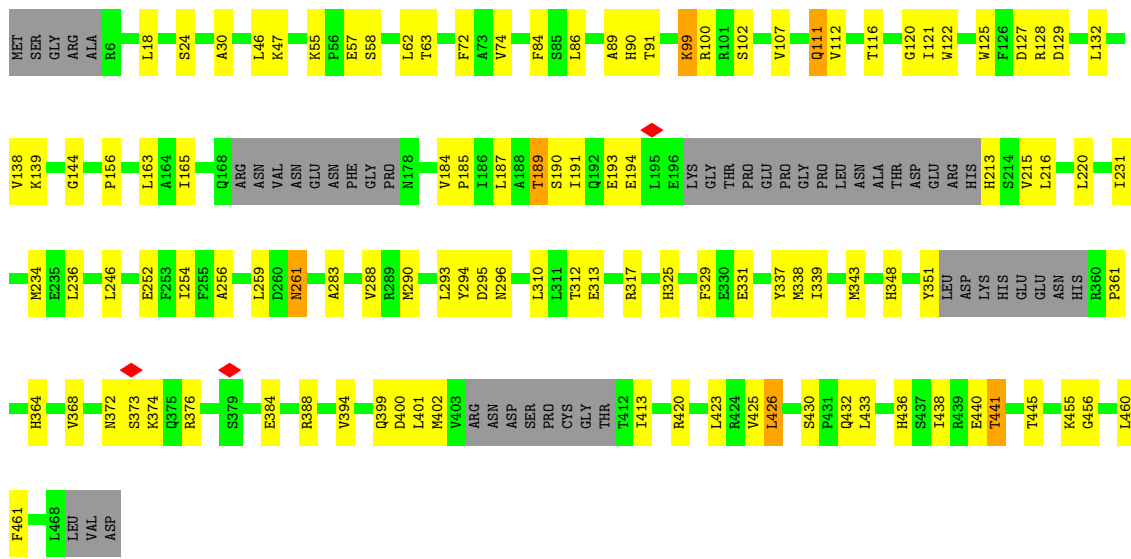 MET SER GLY ARG ALA R6 L18 S24 A30 L46 K47 K55 P56 E57 S58 L62 T63 F72 A73 V74 F84 S85 L86 A89 H90 T91 K99 R100 R101 S102 V107 Q111 V112 T116 G120 I121 W122 W125 F126 D127 R128 D129 L132
V138 K139 G144 P156 L163 A164 I165 Q168 ARG ASN VAL ASN GLU ASN PHE GLY PRO N178 V184 P185 I186 L187 A188 T189 S190 I191 Q192 E193 E194 L195 E196 LYS GLY THR PRO GLU PRO GLY PRO LEU ASN ALA THR ASP GLU ARG HIS H213 S214 V215 L216 L220 I231
M234 E235 L236 L246 E252 F253 I254 F255 A256 L259 D260 N261 A283 V288 R289 M290 L293 Y294 D295 N296 L310 L311 T312 E313 R317 H325 F329 E330 E331 Y337 M338 I339 M343 H348 Y351 LEU ASP LYS HIS GLU GLU ASN HIS R360 P361
H364 V368 N372 S373 K374 Q375 R376 S379 E384 R388 V394 Q399 D400 L401 M402 V403 ARG ASN ASP SER PRO CYS GLY THR T412 I413 R420 L423 R424 V425 L426 S430 P431 Q432 L433 H436 S437 I438 R439 E440 T441 T445 K455 G456 L460
F461 L468 LEU VAL ASP